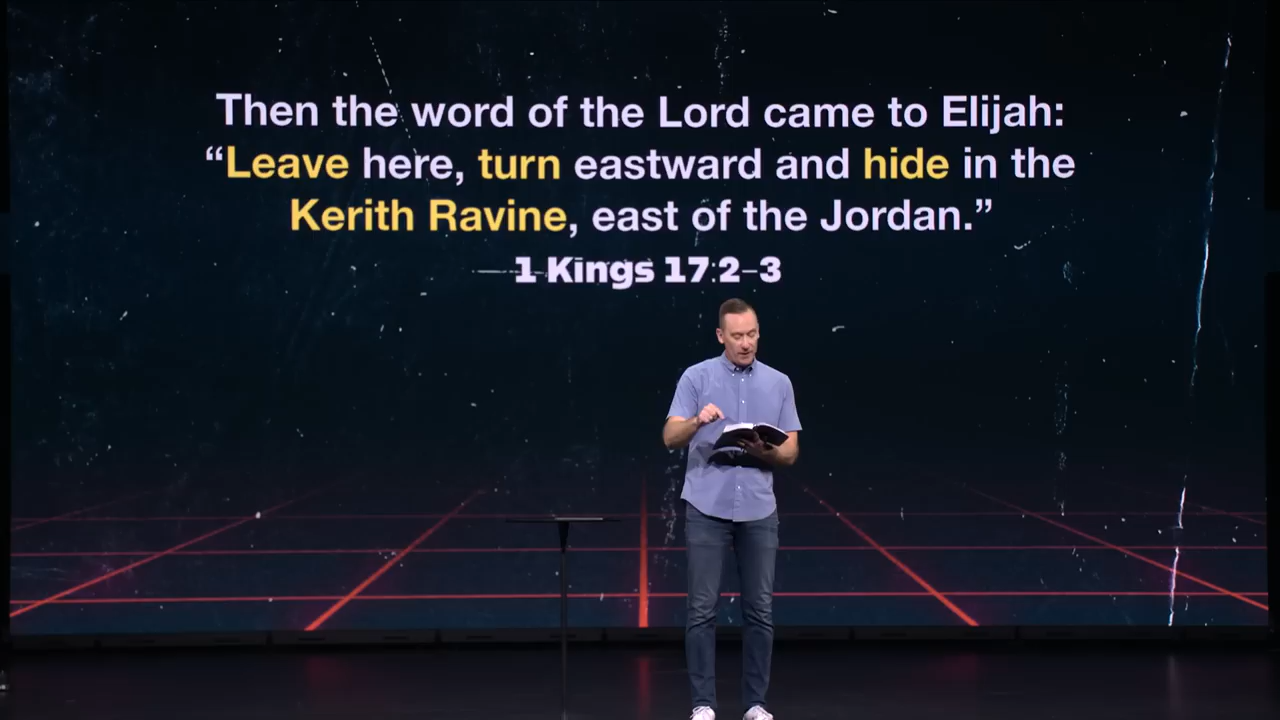 Then the word of the Lord came to Elijah:
“Leave here, turn eastward and hide in the
Kerith Ravine, east of the Jordan.”
—1 Kings 17:2–3